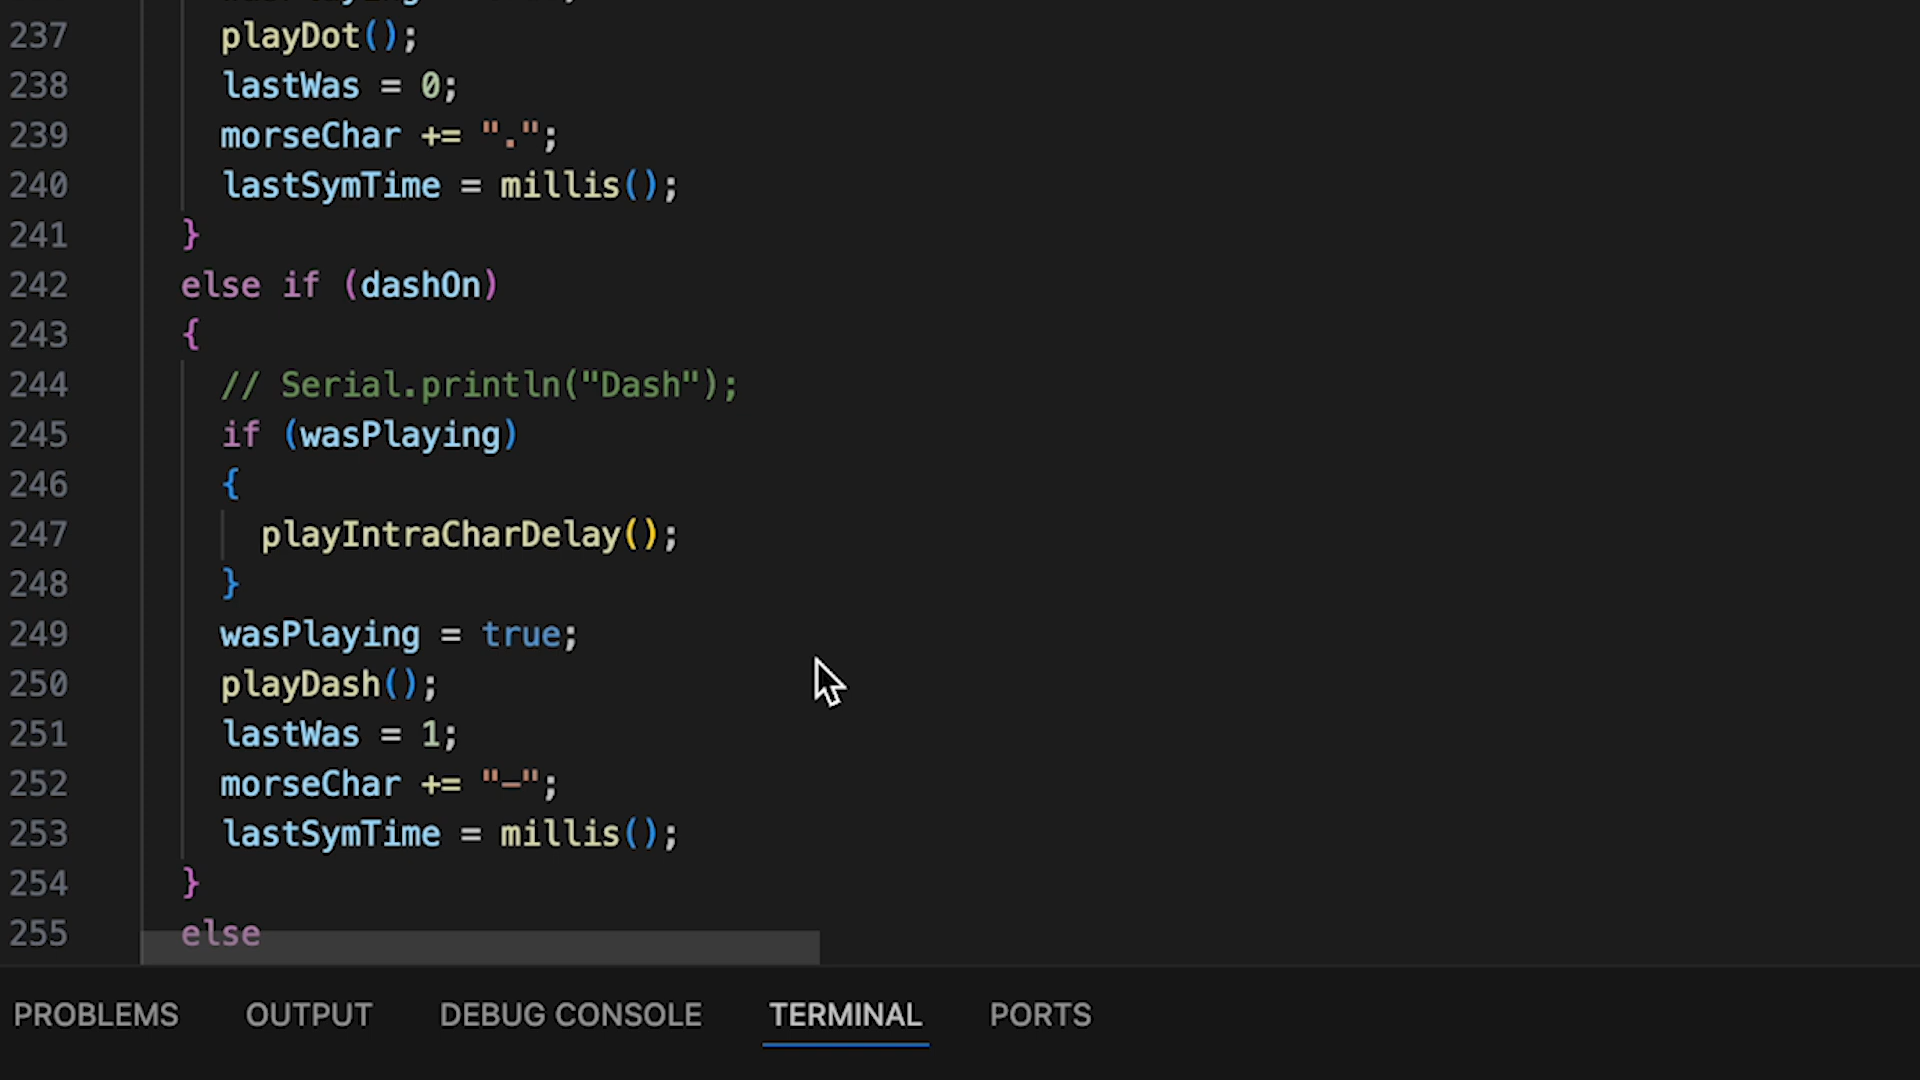 237 playDot();
238 lastWas = 0;
239 morseChar += ".";
240 lastSymTime = millis();
241 }
242 else if (dashOn)
243 {
244 // Serial.println("Dash");
245 if (wasPlaying)
246 {
247 playIntraCharDelay();
248 }
249 wasPlaying = true;
250 playDash();
251 lastWas = 1;
252 morseChar += "-";
253 lastSymTime = millis();
254 }
255 else
PROBLEMS OUTPUT DEBUG CONSOLE TERMINAL PORTS